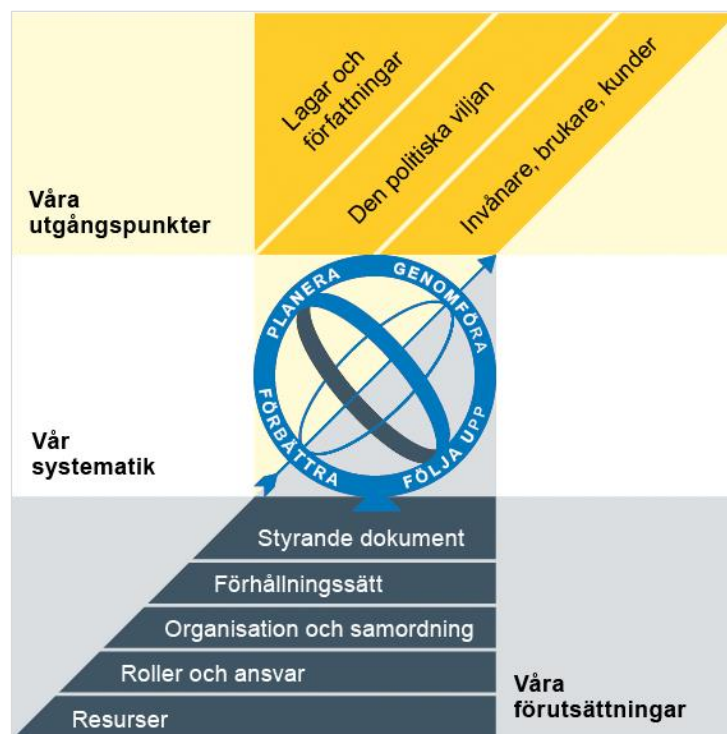 Lagar och
författningar
Den politiska viljan
Invånare, brukare, kunder
Våra
utgångspunkter
PLANERA
GENOMFÖRA
FÖRBÄTTRA
FÖLJA UPP
Vår
systematik
Styrande dokument
Förhållningssätt
Organisation och samordning
Roller och ansvar
Resurser
Våra
förutsättningar